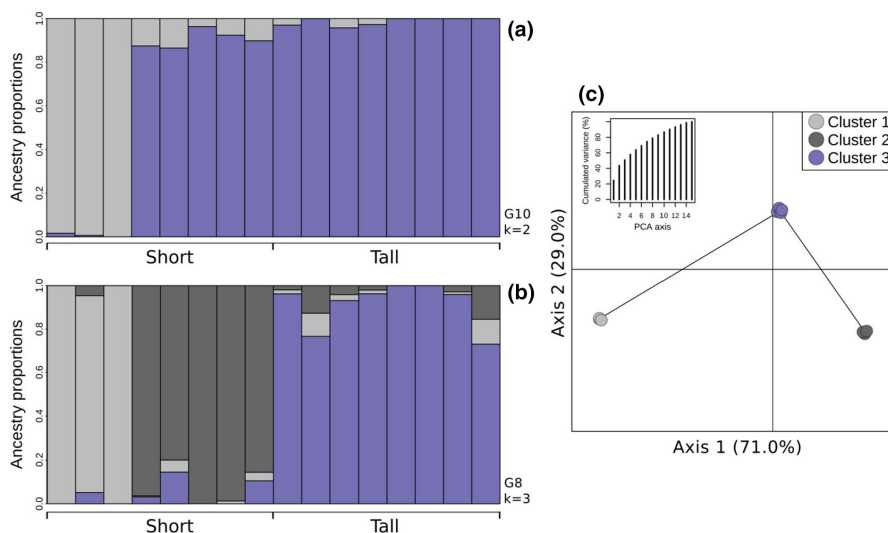 (a)
Ancestry proportions
1.0
0.8
0.6
0.4
0.2
0.0
G10
k=2
Short Tall
(b)
Ancestry proportions
1.0
0.8
0.6
0.4
0.2
0.0
G8
k=3
Short Tall
(c)
Cluster 1
Cluster 2
Cluster 3
Cumulated variance (%)
80
60
40
20
0
2 4 6 8 10 14
PCA axis
Axis 2 (29.0%)
Axis 1 (71.0%)